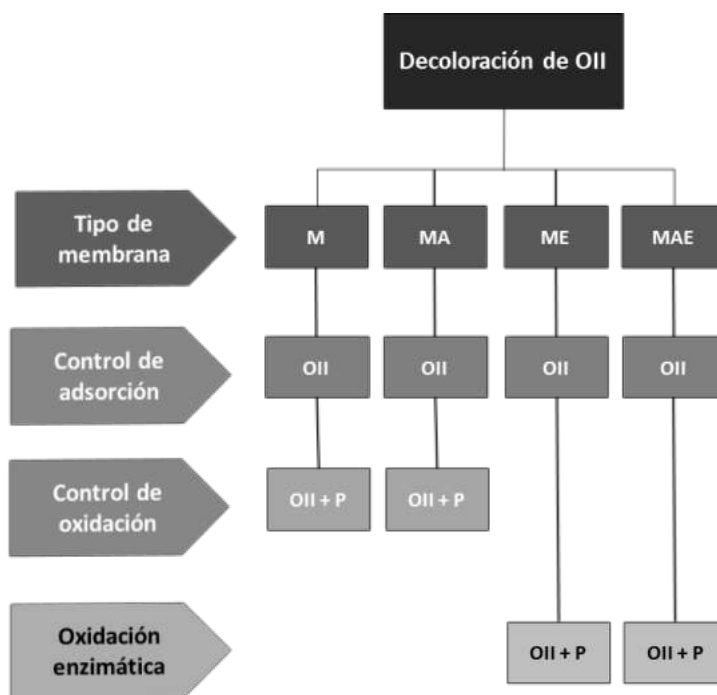 Decoloración de OII
Tipo de
membrana
M
MA
ME
MAE
Control de
adsorción
OII
OII
OII
OII
Control de
oxidación
OII + P
OII + P
Oxidación
enzimática
OII + P
OII + P